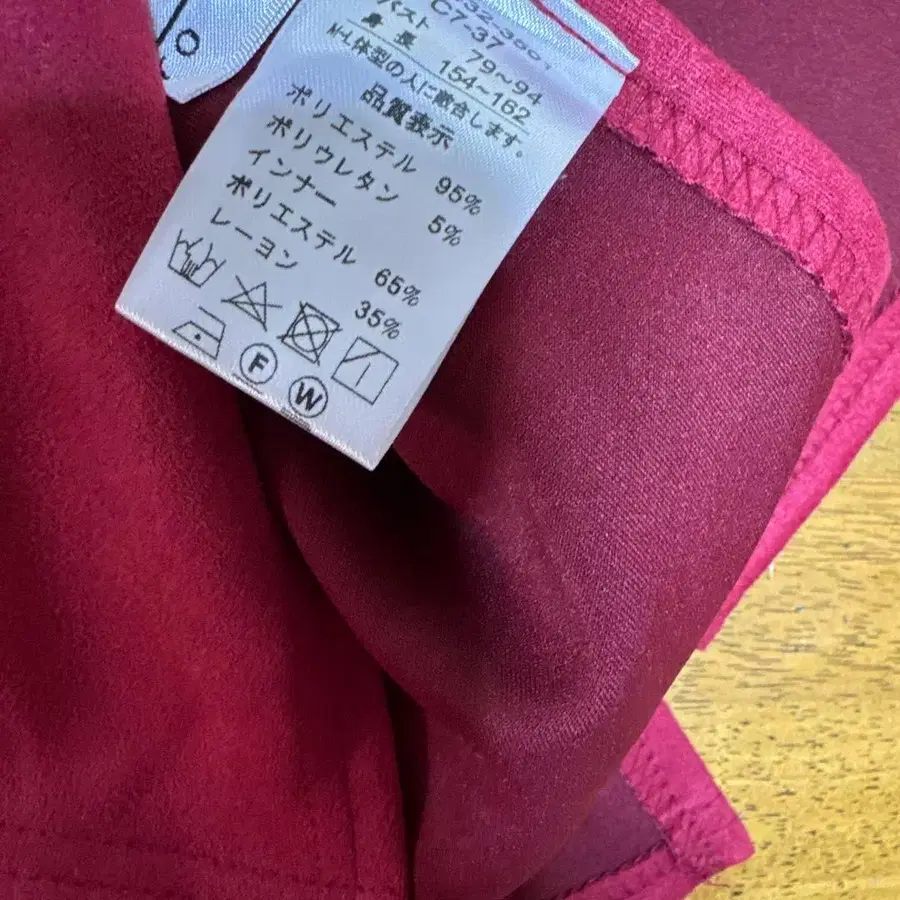 C7-37
バスト 79~94
身長 154~162
M-L体型の人に敵合します。
品質表示
ポリエステル 95%
ポリウレタン 5%
インナー
ポリエステル 65%
レーヨン 35%
F
W